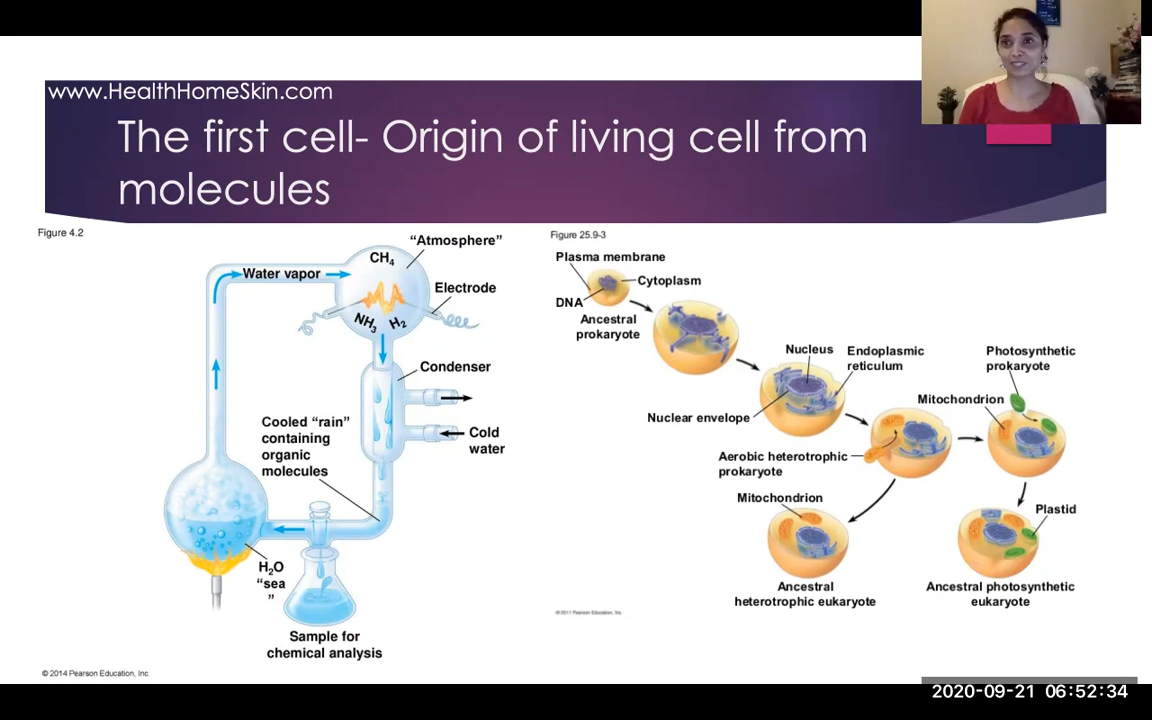 www.HealthHomeSkin.com
The first cell- Origin of living cell from
molecules
Figure 4.2
“Atmosphere”
CH4
Water vapor
Electrode
NH3 H2
Condenser
Cooled “rain”
containing
organic
molecules
Cold
water
H2O
“sea
”
Sample for
chemical analysis
© 2014 Pearson Education, Inc.
Figure 25.9-3
Plasma membrane
Cytoplasm
DNA
Ancestral
prokaryote
Nucleus
Endoplasmic
reticulum
Photosynthetic
prokaryote
Nuclear envelope
Mitochondrion
Aerobic heterotrophic
prokaryote
Mitochondrion
Plastid
Ancestral
heterotrophic eukaryote
Ancestral photosynthetic
eukaryote
© 2011 Pearson Education, Inc.
2020-09-21 06:52:34